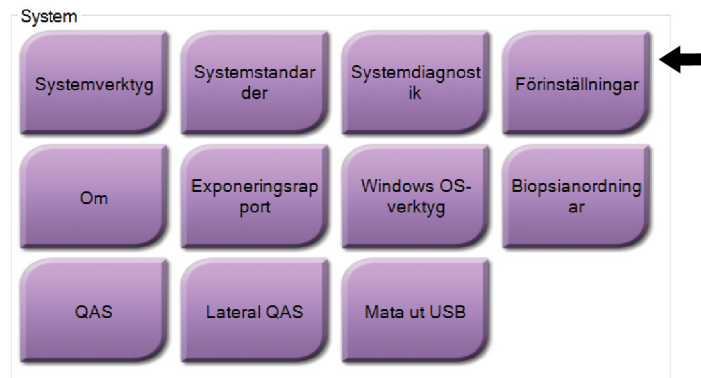 System
Systemverktyg
Systemstandar
der
Systemdiagnost
ik
Förinställningar
Om
Exponeringsrap
port
Windows OS-
verktyg
Biopsianordning
ar
QAS
Lateral QAS
Mata ut USB